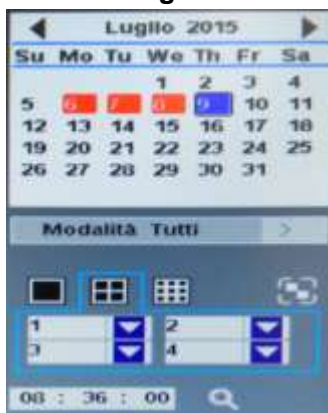 Luglio 2015
Su Mo Tu We Th Fr Sa
1 2 3 4
5 6 7 8 9 10 11
12 13 14 15 16 17 18
19 20 21 22 23 24 25
26 27 28 29 30 31
Modalità Tutti >
1 2
3 4
08 : 36 : 00